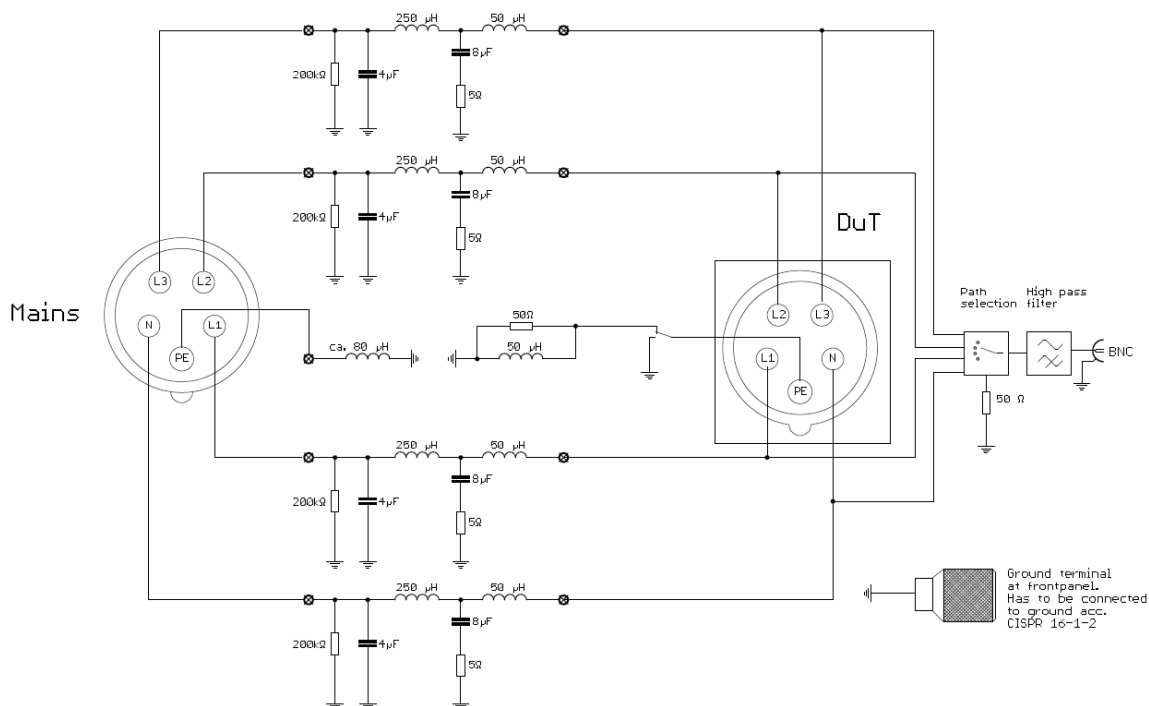 250 µH
50 µH
8µF
200kΩ
4µF
5Ω
250 µH
50 µH
8µF
200kΩ
4µF
5Ω
DuT
Mains
L3
L2
N
L1
PE
ca. 80 µH
50Ω
50 µH
L2
L3
L1
N
PE
Path
selection
High pass
filter
BNC
50 Ω
250 µH
50 µH
8µF
200kΩ
4µF
5Ω
250 µH
50 µH
8µF
200kΩ
4µF
5Ω
Ground terminal
at frontpanel.
Has to be connected
to ground acc.
CISPR 16-1-2